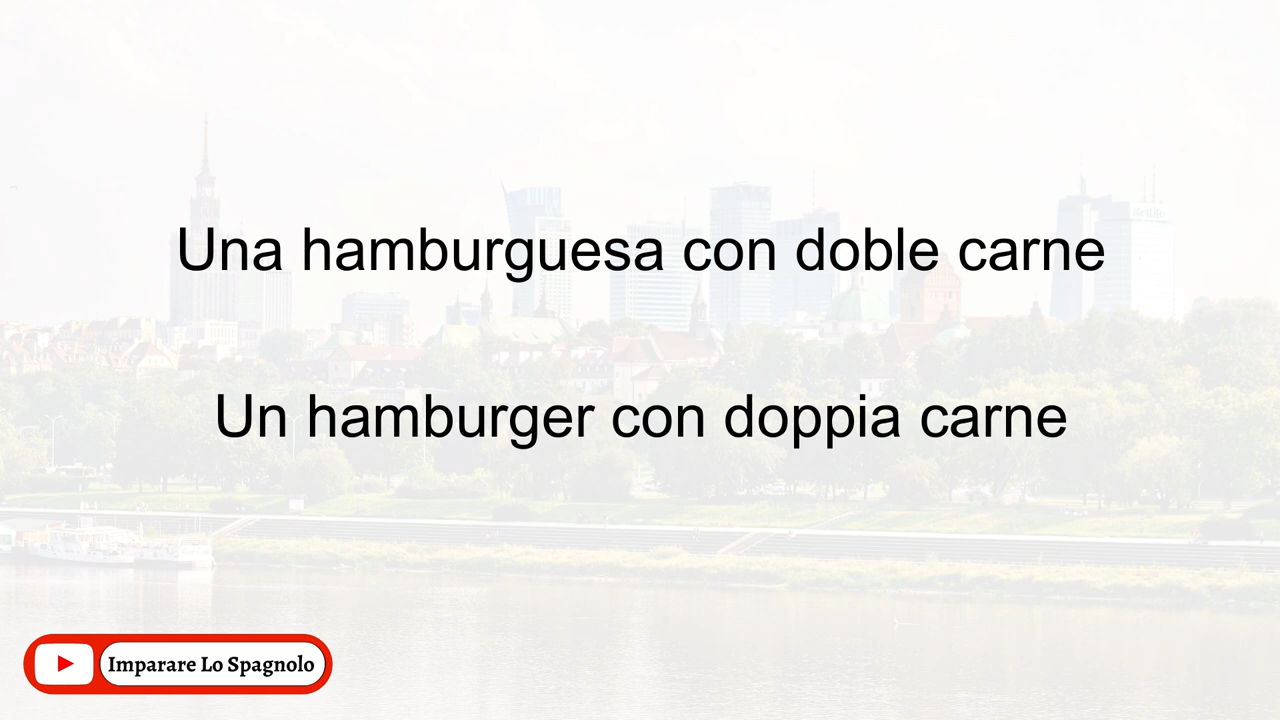 Una hamburguesa con doble carne
Un hamburger con doppia carne
Imparare Lo Spagnolo